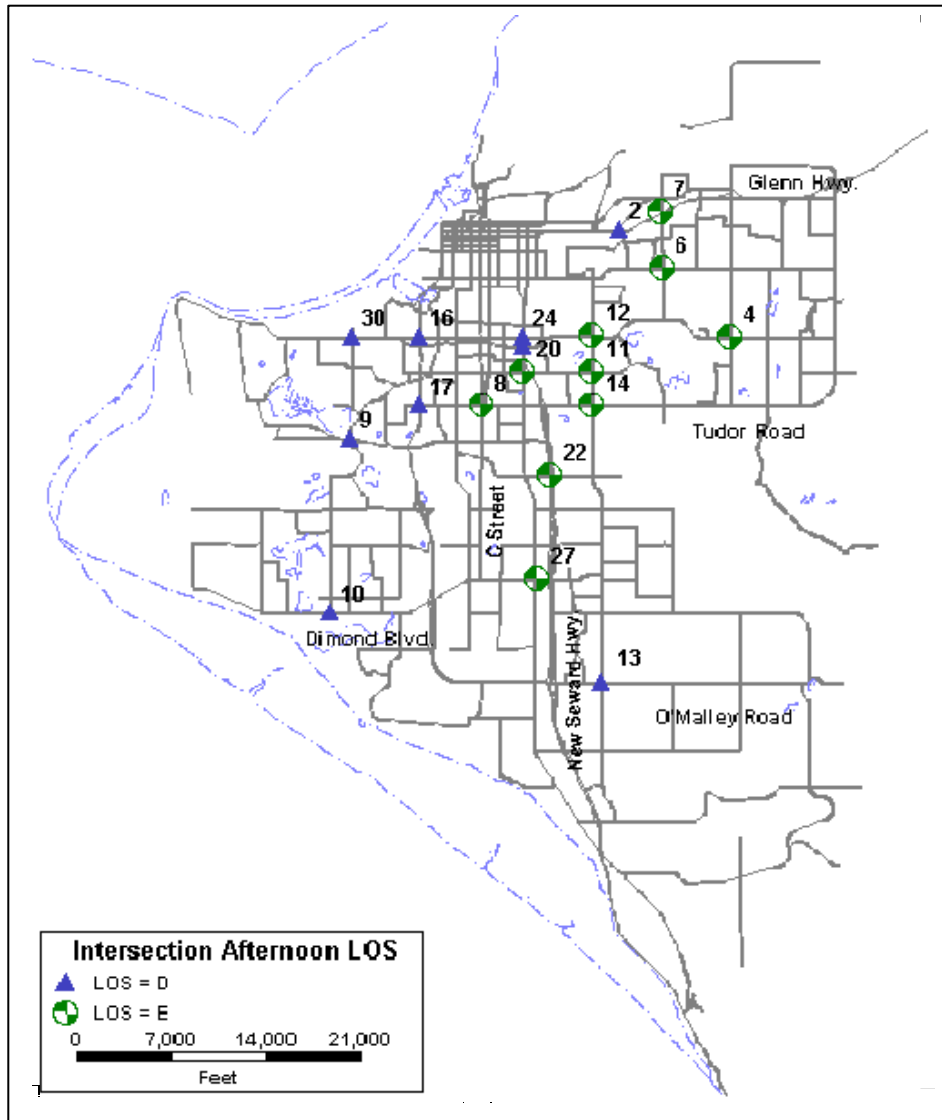 7
Glenn Hwy.
2
6
30
16
24
12
4
20
11
8
17
14
9
Tudor Road
22
C Street
27
10
Dimond Blvd.
13
New Seward Hwy.
O'Malley Road
Intersection Afternoon LOS
LOS = D
LOS = E
0 7,000 14,000 21,000
Feet